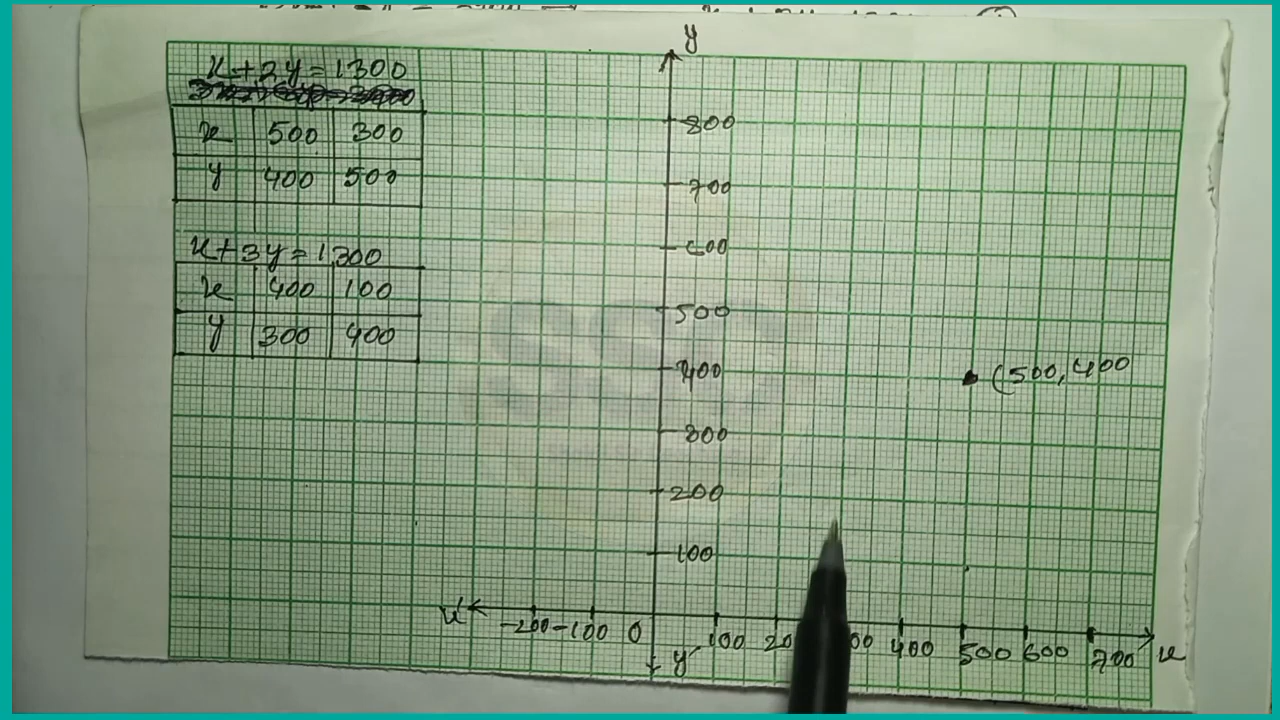 x+2y=1300
x 500 300
y 400 500
x+3y=1300
x 400 100
y 300 400
y
800
700
600
500
400 (500,400
300
200
100
x' -200 -100 0 100 400 500 600 700 x
y'